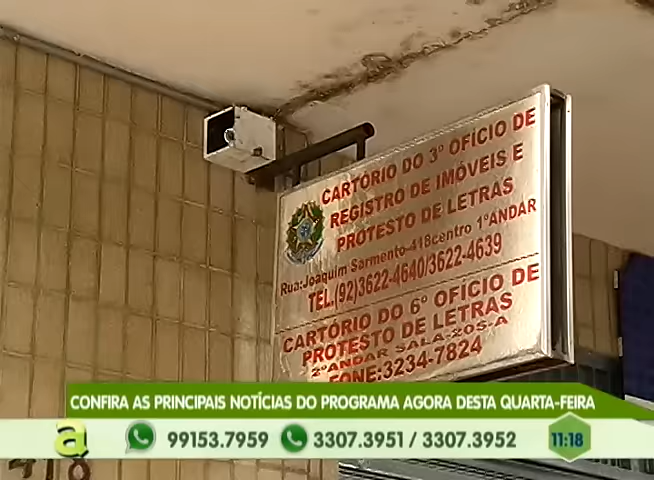 CARTÓRIO DO 3º OFÍCIO DE
REGISTRO DE IMÓVEIS E
PROTESTO DE LETRAS
Rua:Joaquim Sarmento-418centro 1ºANDAR
TEL.(92)3622-4640/3622-4639
CARTÓRIO DO 6º OFÍCIO DE
PROTESTO DE LETRAS
2ºANDAR SALA-205-A
FONE:3234-7824
CONFIRA AS PRINCIPAIS NOTÍCIAS DO PROGRAMA AGORA DESTA QUARTA-FEIRA
a 99153.7959 3307.3951 / 3307.3952 11:18
418